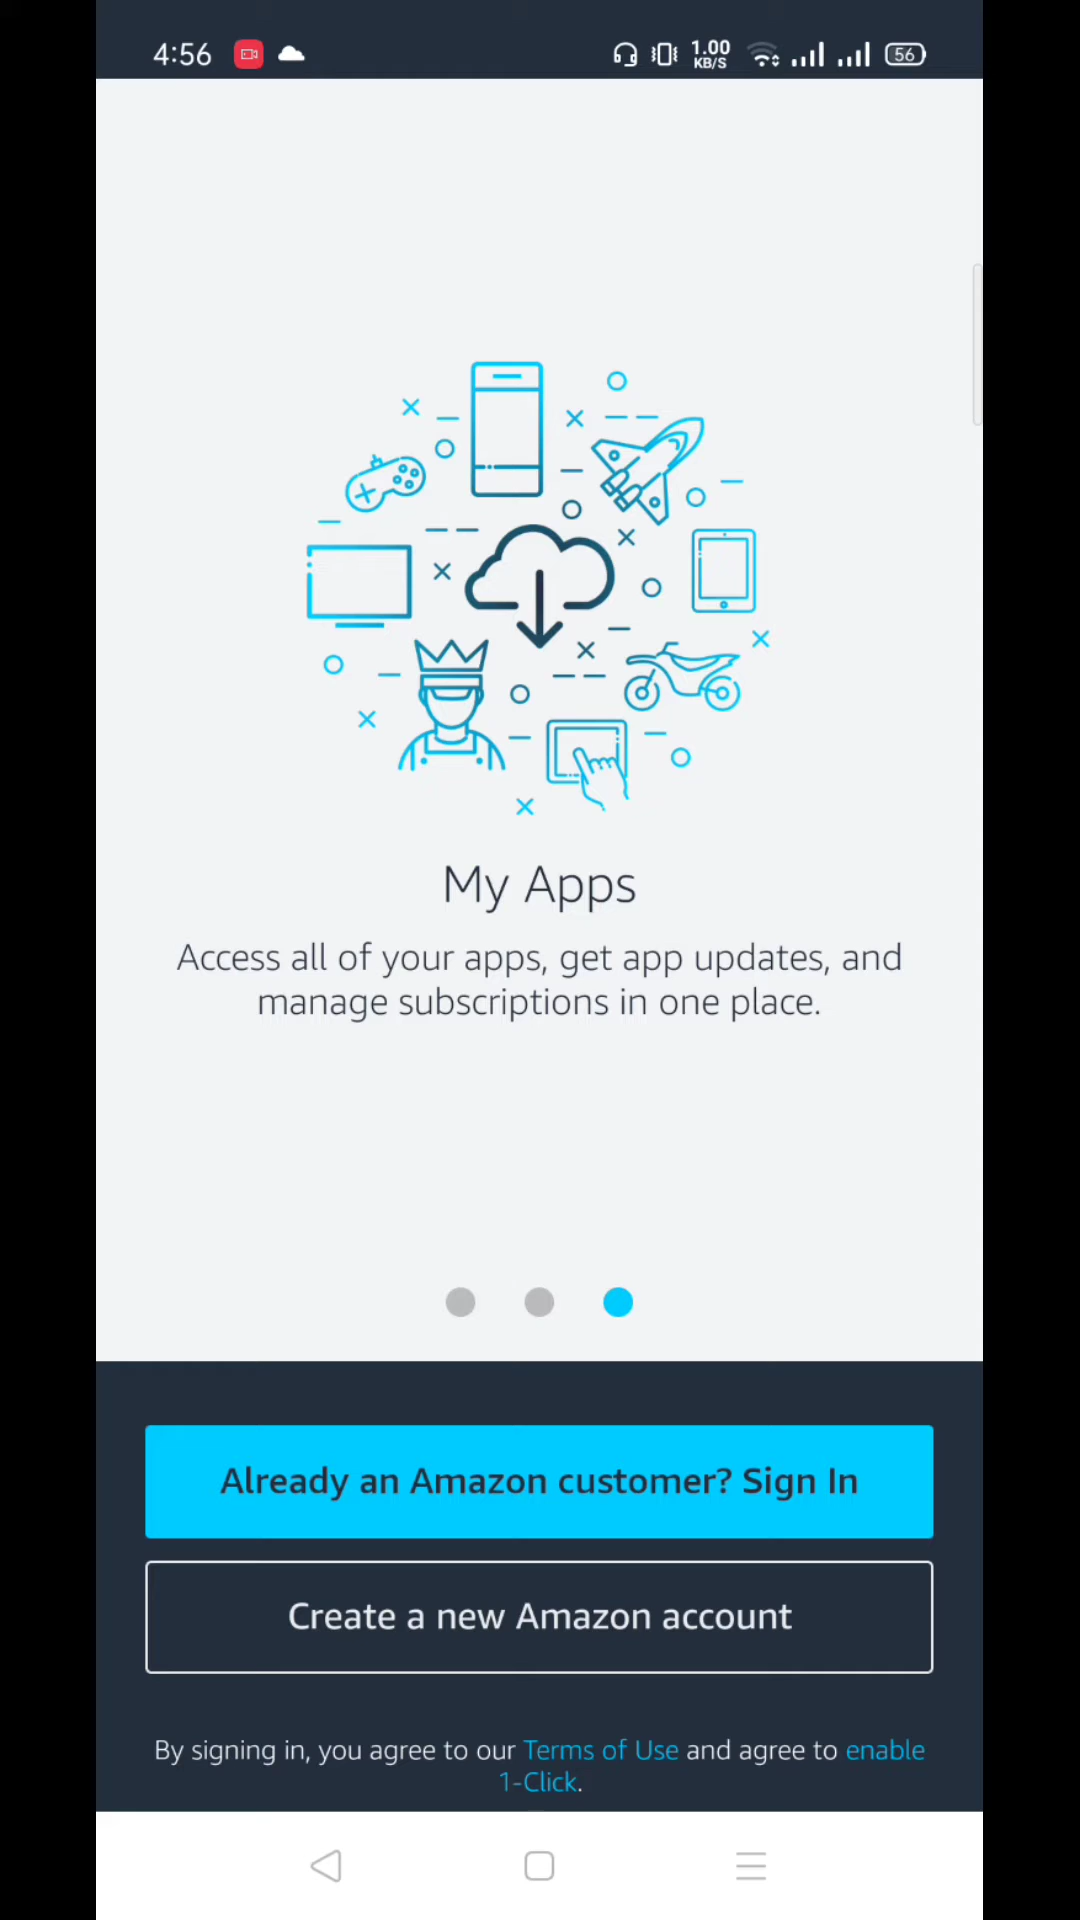 4:56
1.00
KB/S
56
My Apps
Access all of your apps, get app updates, and
manage subscriptions in one place.
Already an Amazon customer? Sign In
Create a new Amazon account
By signing in, you agree to our Terms of Use and agree to enable
1-Click.